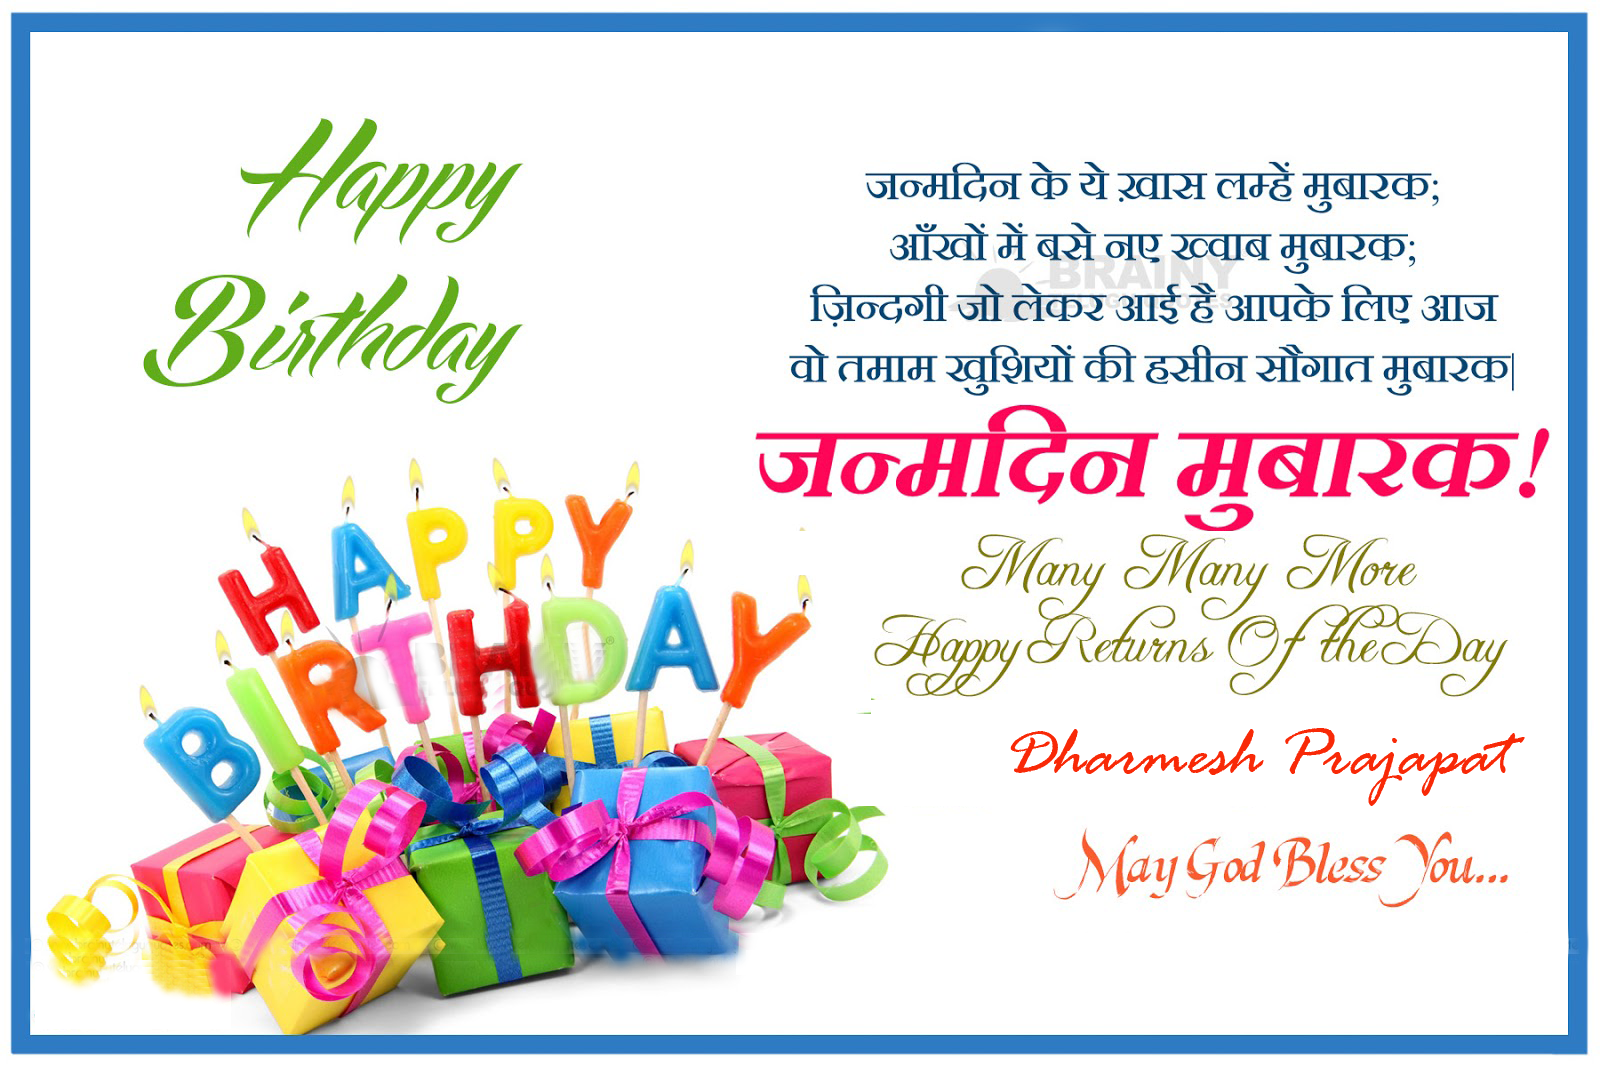 Happy
Birthday
जन्मदिन के ये ख़ास लम्हें मुबारक;
आँखों में बसे नए ख्वाब मुबारक;
ज़िन्दगी जो लेकर आई है आपके लिए आज
वो तमाम खुशियों की हसीन सौगात मुबारक|
जन्मदिन मुबारक!
Many Many More
Happy Returns Of the Day
Dharmesh Prajapat
May God Bless You...
HAPPY
BIRTHDAY
BRAINY